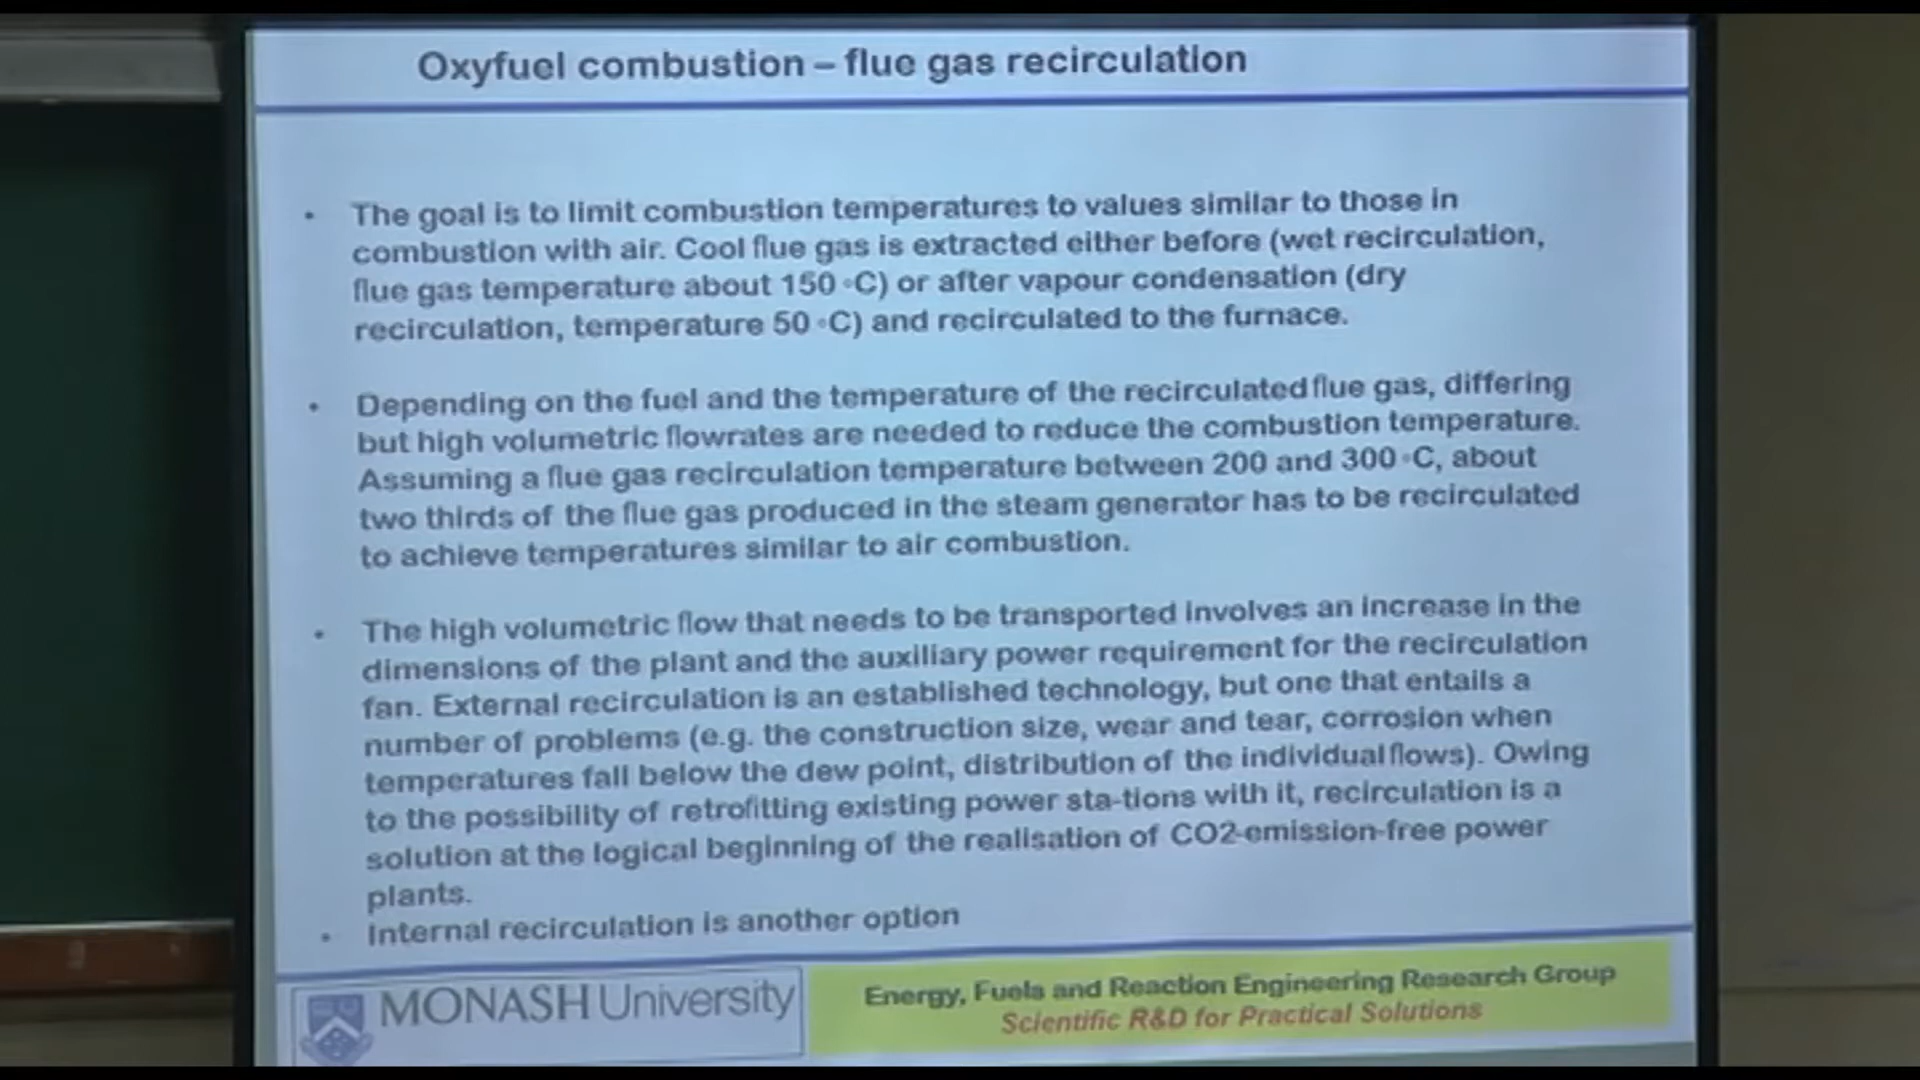 Oxyfuel combustion – flue gas recirculation
• The goal is to limit combustion temperatures to values similar to those in
combustion with air. Cool flue gas is extracted either before (wet recirculation,
flue gas temperature about 150 ◦C) or after vapour condensation (dry
recirculation, temperature 50 ◦C) and recirculated to the furnace.
• Depending on the fuel and the temperature of the recirculated flue gas, differing
but high volumetric flowrates are needed to reduce the combustion temperature.
Assuming a flue gas recirculation temperature between 200 and 300 ◦C, about
two thirds of the flue gas produced in the steam generator has to be recirculated
to achieve temperatures similar to air combustion.
• The high volumetric flow that needs to be transported involves an increase in the
dimensions of the plant and the auxiliary power requirement for the recirculation
fan. External recirculation is an established technology, but one that entails a
number of problems (e.g. the construction size, wear and tear, corrosion when
temperatures fall below the dew point, distribution of the individual flows). Owing
to the possibility of retrofitting existing power sta-tions with it, recirculation is a
solution at the logical beginning of the realisation of CO2-emission-free power
plants.
• Internal recirculation is another option
MONASH University
Energy, Fuels and Reaction Engineering Research Group
Scientific R&D for Practical Solutions